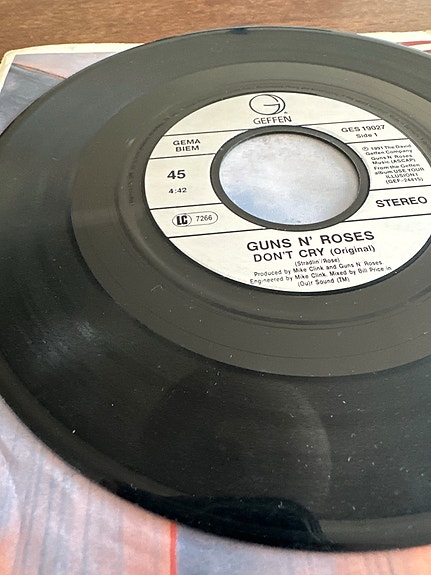 GEFFEN
GEMA
BIEM
GES 19027
Side 1
45
4:42
LC 7266
℗ 1991 The David
Geffen Company
Guns N' Roses
Music (ASCAP)
From the Geffen
album USE YOUR
ILLUSION I
(GEF-24415)
STEREO
GUNS N' ROSES
DON'T CRY (Original)
(Stradlin/Rose)
Produced by Mike Clink and Guns N' Roses
Engineered by Mike Clink. Mixed by Bill Price in
(Ou)r Sound (TM)